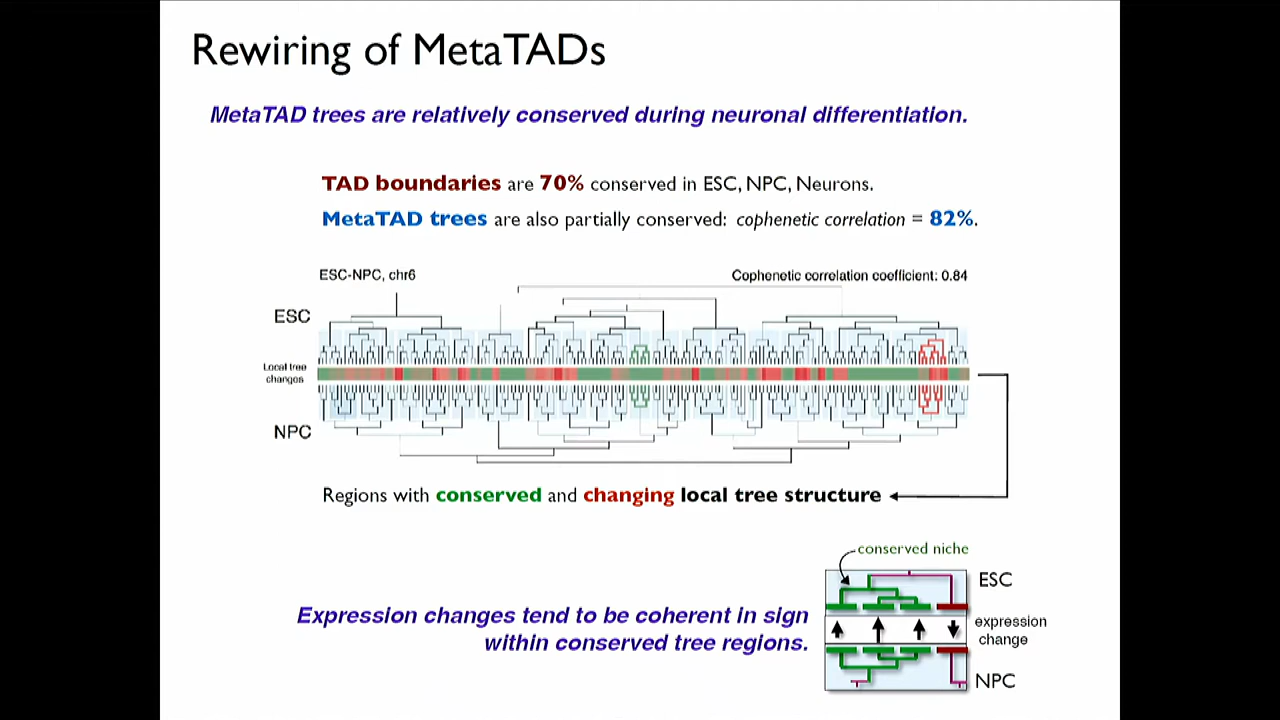 Rewiring of MetaTADs
MetaTAD trees are relatively conserved during neuronal differentiation.
TAD boundaries are 70% conserved in ESC, NPC, Neurons.
MetaTAD trees are also partially conserved: cophenetic correlation = 82%.
ESC-NPC, chr6
Cophenetic correlation coefficient: 0.84
ESC
Local tree
changes
NPC
Regions with conserved and changing local tree structure
conserved niche
ESC
Expression changes tend to be coherent in sign
within conserved tree regions.
expression
change
NPC